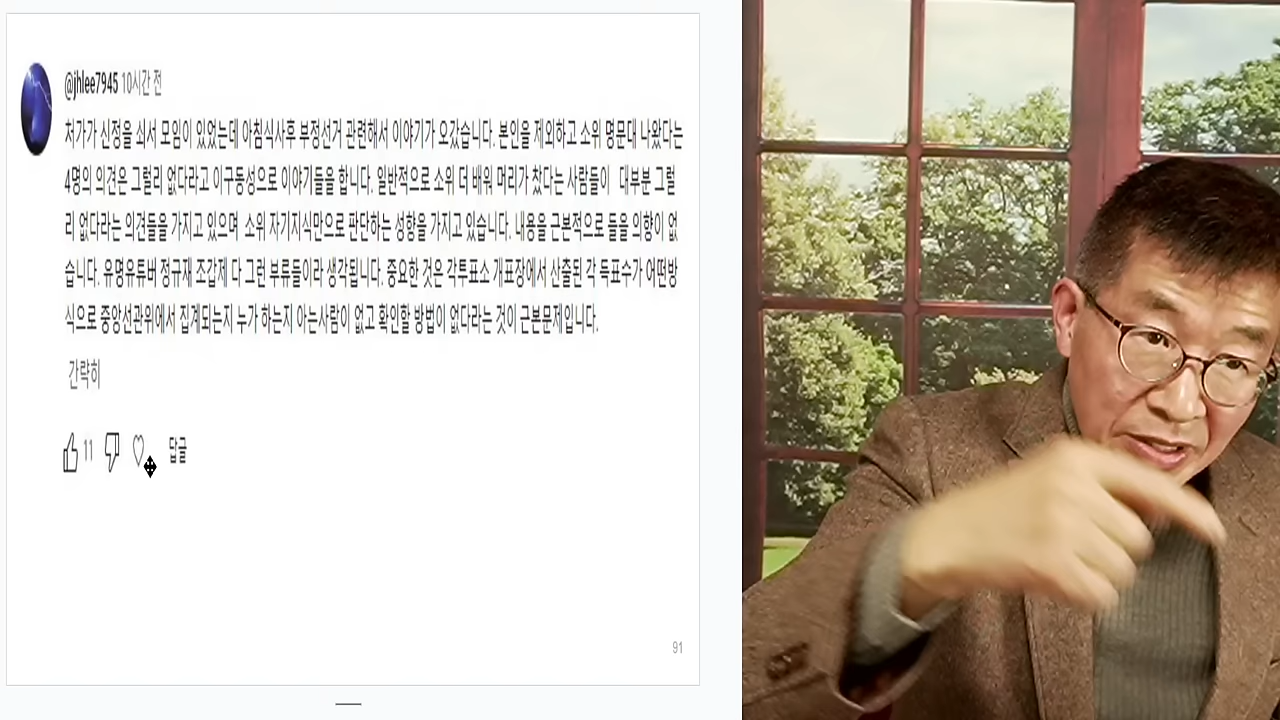 @jhlee7945 10시간 전
처가가 신정을 쇠서 모임이 있었는데 아침식사후 부정선거 관련해서 이야기가 오갔습니다. 본인을 제외하고 소위 명문대 나왔다는
4명의 의견은 그럴리 없다라고 이구동성으로 이야기들을 합니다. 일반적으로 소위 더 배워 머리가 찼다는 사람들이 대부분 그럴
리 없다라는 의견들을 가지고 있으며 소위 자기지식만으로 판단하는 성향을 가지고 있습니다. 내용을 근본적으로 들을 의향이 없
습니다. 유명유튜버 정규재 조갑제 다 그런 부류들이라 생각됩니다. 중요한 것은 각투표소 개표장에서 산출된 각 득표수가 어떤방
식으로 중앙선관위에서 집계되는지 누가 하는지 아는사람이 없고 확인할 방법이 없다라는 것이 근본문제입니다.
간략히
11 답글
91